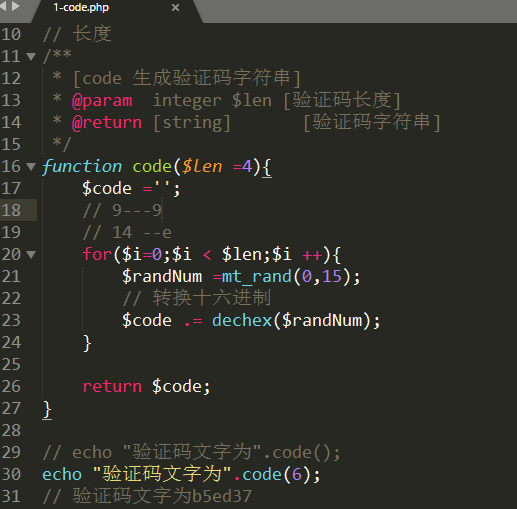 1-code.php ×
10 // 长度
11 /**
12  * [code 生成验证码字符串]
13  * @param  integer $len [验证码长度]
14  * @return [string]       [验证码字符串]
15  */
16 function code($len =4){
17     $code ='';
18     // 9---9
19     // 14 --e
20     for($i=0;$i < $len;$i ++){
21         $randNum =mt_rand(0,15);
22         // 转换十六进制
23         $code .= dechex($randNum);
24     }
25
26     return $code;
27 }
28
29 // echo "验证码文字为".code();
30 echo "验证码文字为".code(6);
31 // 验证码文字为b5ed37